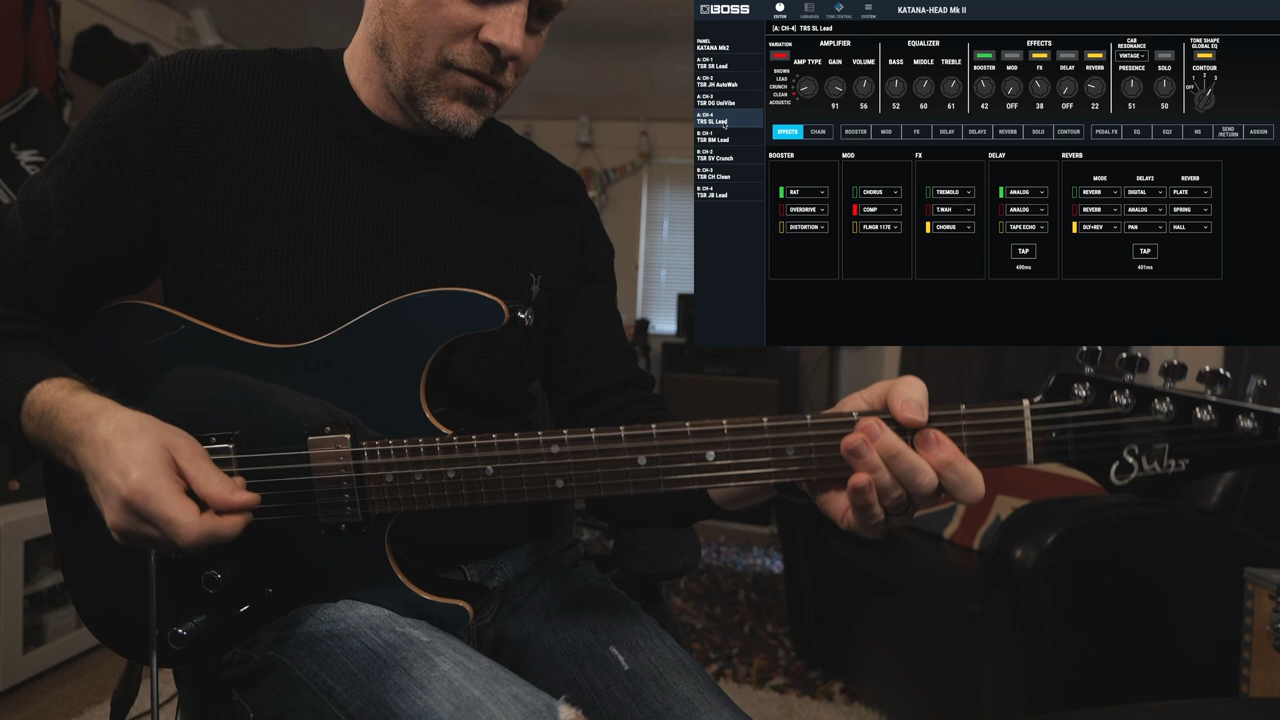 BOSS
EDITOR LIBRARIAN TONE CENTRAL SYSTEM
KATANA-HEAD Mk II
PANEL
KATANA Mk2
A: CH-1
TSR SR Lead
A: CH-2
TSR JH AutoWah
A: CH-3
TSR DG UniVibe
A: CH-4
TRS SL Lead
B: CH-1
TSR BM Lead
B: CH-2
TSR SV Crunch
B: CH-3
TSR CH Clean
B: CH-4
TSR JB Lead
[A: CH-4] TRS SL Lead
VARIATION
AMPLIFIER
EQUALIZER
EFFECTS
CAB RESONANCE
TONE SHAPE
GLOBAL EQ
VINTAGE
BROWN
LEAD
CRUNCH
CLEAN
ACOUSTIC
AMP TYPE GAIN VOLUME
BASS MIDDLE TREBLE
BOOSTER MOD FX DELAY REVERB
PRESENCE SOLO
CONTOUR
OFF 1 2 3
91 56 52 60 61 42 OFF 38 OFF 22 51 50
EFFECTS CHAIN BOOSTER MOD FX DELAY DELAY2 REVERB SOLO CONTOUR PEDAL FX EQ EQ2 NS SEND /RETURN ASSIGN
BOOSTER MOD FX DELAY REVERB
MODE DELAY2 REVERB
RAT CHORUS TREMOLO ANALOG REVERB DIGITAL PLATE
OVERDRIVE COMP T.WAH ANALOG REVERB ANALOG SPRING
DISTORTION FLNGR 117E CHORUS TAPE ECHO DLY+REV PAN HALL
TAP TAP
400ms 401ms
Suhr